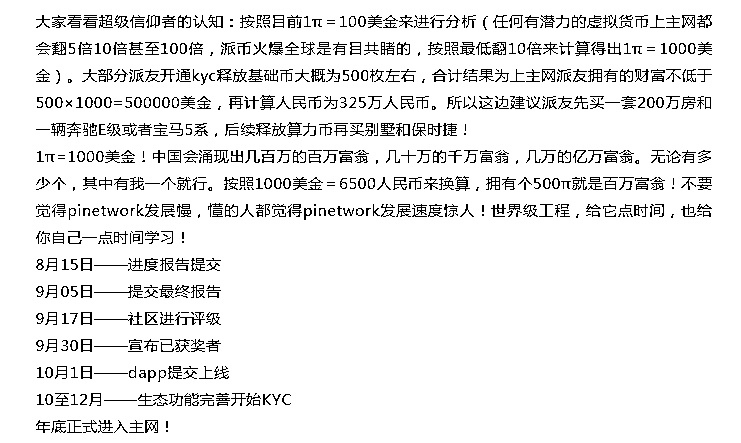 大家看看超级信仰者的认知：按照目前1π＝100美金来进行分析（任何有潜力的虚拟货币上主网都
会翻5倍10倍甚至100倍，派币火爆全球是有目共睹的，按照最低翻10倍来计算得出1π＝1000美
金）。大部分派友开通kyc释放基础币大概为500枚左右，合计结果为上主网派友拥有的财富不低于
500×1000=500000美金，再计算人民币为325万人民币。所以这边建议派友先买一套200万房和
一辆奔驰E级或者宝马5系，后续释放算力币再买别墅和保时捷！
1π=1000美金！中国会涌现出几百万的百万富翁，几十万的千万富翁，几万的亿万富翁。无论有多
少个，其中有我一个就行。按照1000美金＝6500人民币来换算，拥有个500π就是百万富翁！不要
觉得pinetwork发展慢，懂的人都觉得pinetwork发展速度惊人！世界级工程，给它点时间，也给
你自己一点时间学习！
8月15日——进度报告提交
9月05日——提交最终报告
9月17日——社区进行评级
9月30日——宣布已获奖者
10月1日——dapp提交上线
10至12月——生态功能完善开始KYC
年底正式进入主网！